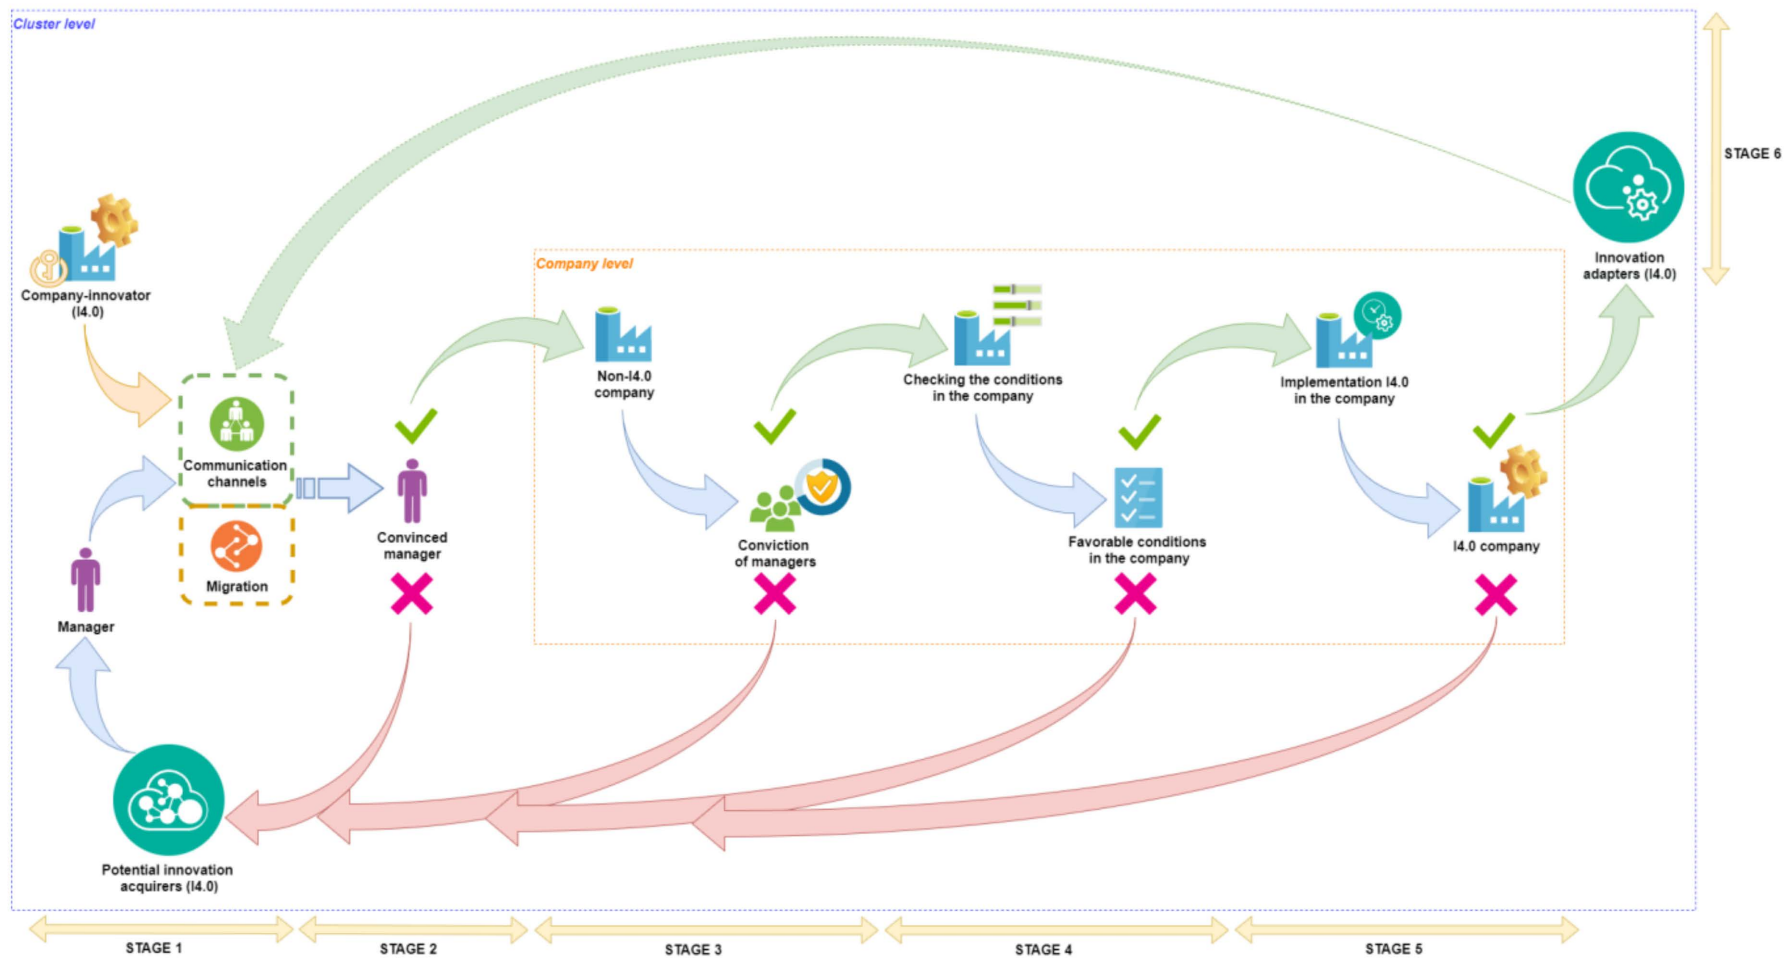 Cluster level
STAGE 6
Company-innovator
(I4.0)
Innovation
adapters (I4.0)
Company level
Non-I4.0
company
Checking the conditions
in the company
Implementation I4.0
in the company
Communication
channels
Migration
Convinced
manager
Conviction
of managers
Favorable conditions
in the company
I4.0 company
Manager
Potential innovation
acquirers (I4.0)
STAGE 1
STAGE 2
STAGE 3
STAGE 4
STAGE 5